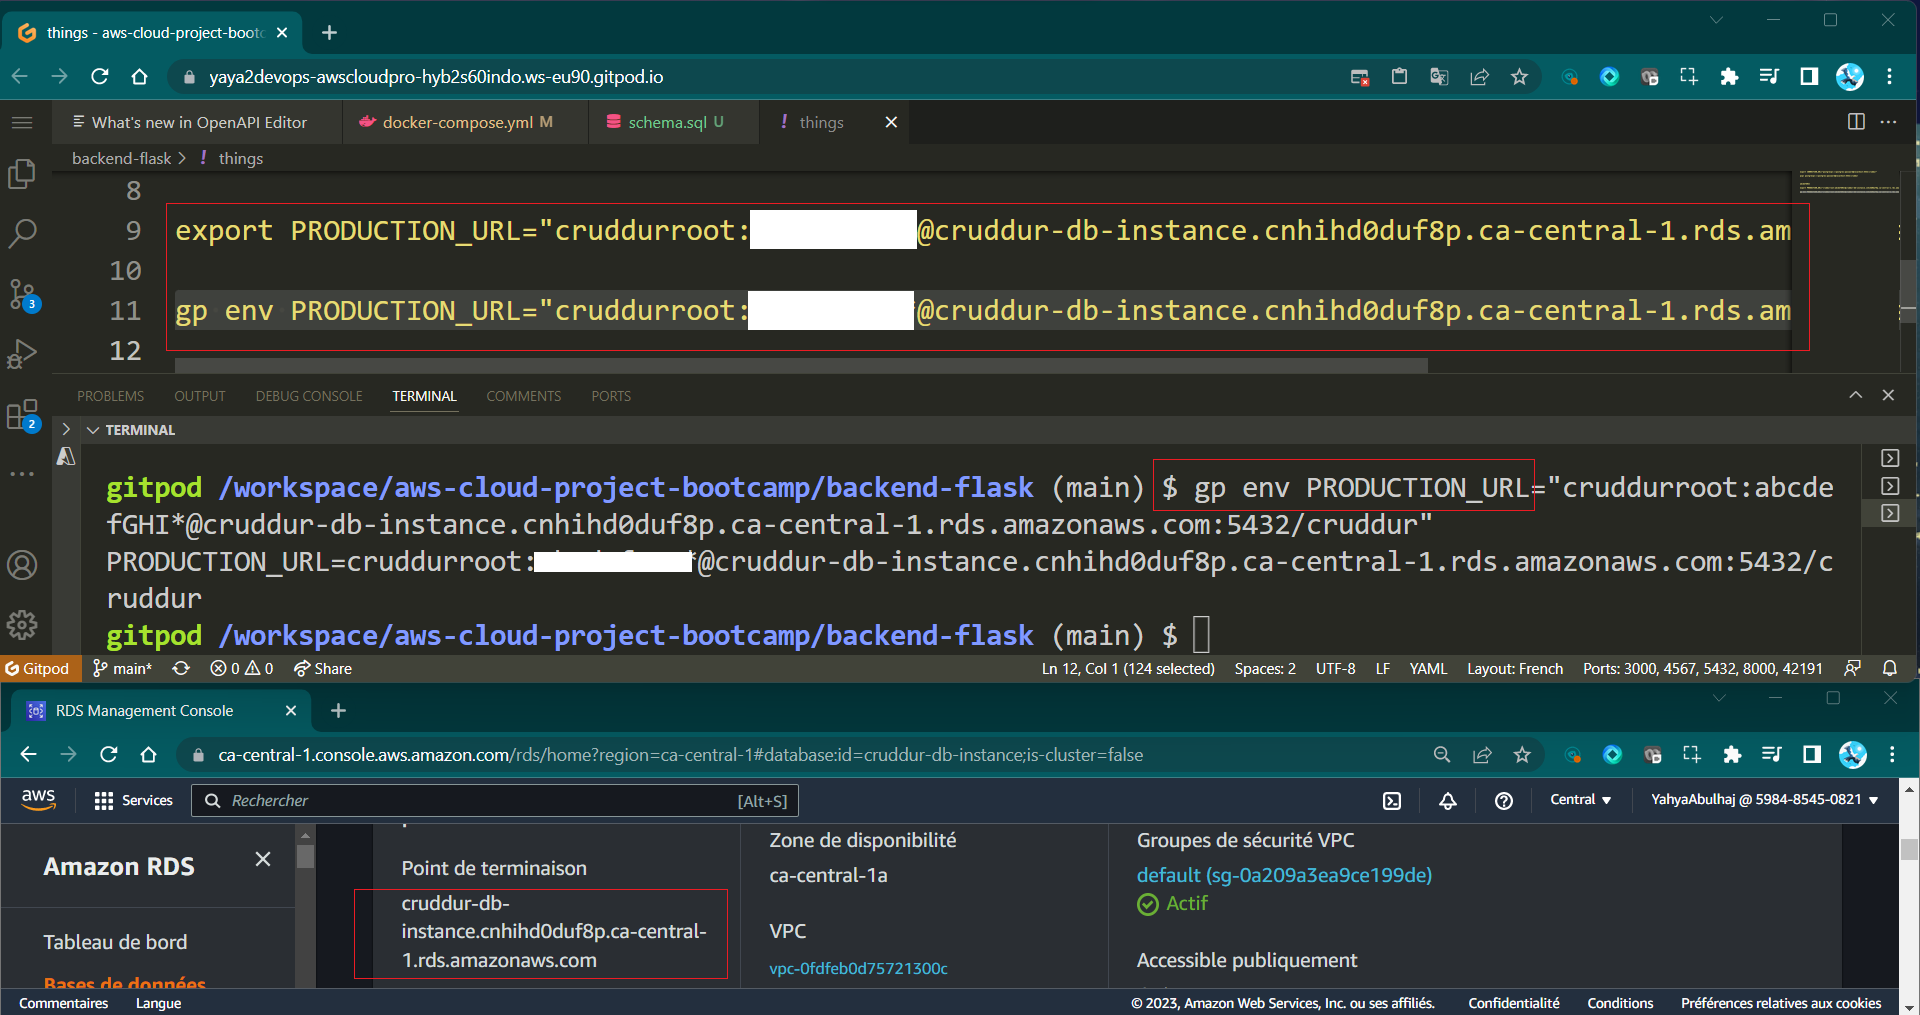 things - aws-cloud-project-bootc
yaya2devops-awscloudpro-hyb2s60indo.ws-eu90.gitpod.io
What's new in OpenAPI Editor
docker-compose.yml M
schema.sql U
! things
backend-flask > ! things
8
9 export PRODUCTION_URL="cruddurroot: @cruddur-db-instance.cnhihd0duf8p.ca-central-1.rds.am
10
11 gp env PRODUCTION_URL="cruddurroot: @cruddur-db-instance.cnhihd0duf8p.ca-central-1.rds.am
12
3
2
PROBLEMS OUTPUT DEBUG CONSOLE TERMINAL COMMENTS PORTS
TERMINAL
gitpod /workspace/aws-cloud-project-bootcamp/backend-flask (main) $ gp env PRODUCTION_URL="cruddurroot:abcde
fGHI*@cruddur-db-instance.cnhihd0duf8p.ca-central-1.rds.amazonaws.com:5432/cruddur"
PRODUCTION_URL=cruddurroot: @cruddur-db-instance.cnhihd0duf8p.ca-central-1.rds.amazonaws.com:5432/c
ruddur
gitpod /workspace/aws-cloud-project-bootcamp/backend-flask (main) $
Gitpod main* 0 0 Share Ln 12, Col 1 (124 selected) Spaces: 2 UTF-8 LF YAML Layout: French Ports: 3000, 4567, 5432, 8000, 42191
RDS Management Console
ca-central-1.console.aws.amazon.com/rds/home?region=ca-central-1#database:id=cruddur-db-instance;is-cluster=false
aws Services Rechercher [Alt+S] Central YahyaAbulhaj @ 5984-8545-0821
Amazon RDS
Tableau de bord
Bases de données
Point de terminaison
cruddur-db-
instance.cnhihd0duf8p.ca-central-
1.rds.amazonaws.com
Zone de disponibilité
ca-central-1a
VPC
vpc-0fdfeb0d75721300c
Groupes de sécurité VPC
default (sg-0a209a3ea9ce199de)
Actif
Accessible publiquement
Commentaires Langue © 2023, Amazon Web Services, Inc. ou ses affiliés. Confidentialité Conditions Préférences relatives aux cookies